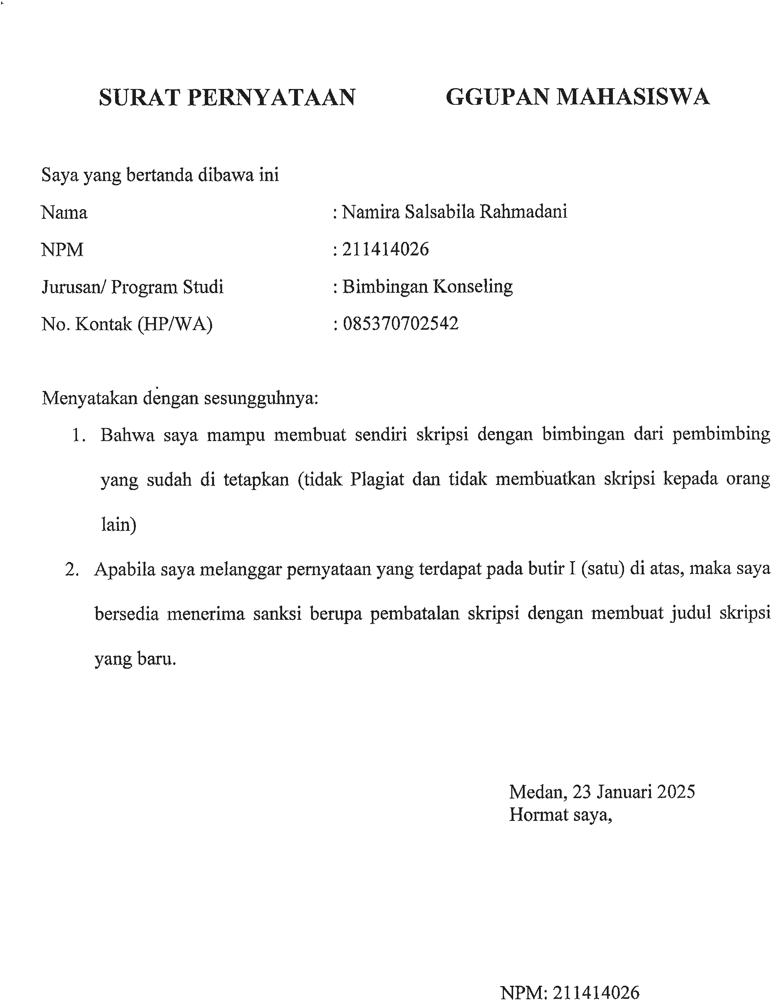 SURAT PERNYATAAN GGUPAN MAHASISWA
Saya yang bertanda dibawa ini
Nama : Namira Salsabila Rahmadani
NPM : 211414026
Jurusan/ Program Studi : Bimbingan Konseling
No. Kontak (HP/WA) : 085370702542
Menyatakan dengan sesungguhnya:
1. Bahwa saya mampu membuat sendiri skripsi dengan bimbingan dari pembimbing
yang sudah di tetapkan (tidak Plagiat dan tidak membuatkan skripsi kepada orang
lain)
2. Apabila saya melanggar pernyataan yang terdapat pada butir I (satu) di atas, maka saya
bersedia menerima sanksi berupa pembatalan skripsi dengan membuat judul skripsi
yang baru.
Medan, 23 Januari 2025
Hormat saya,
NPM: 211414026